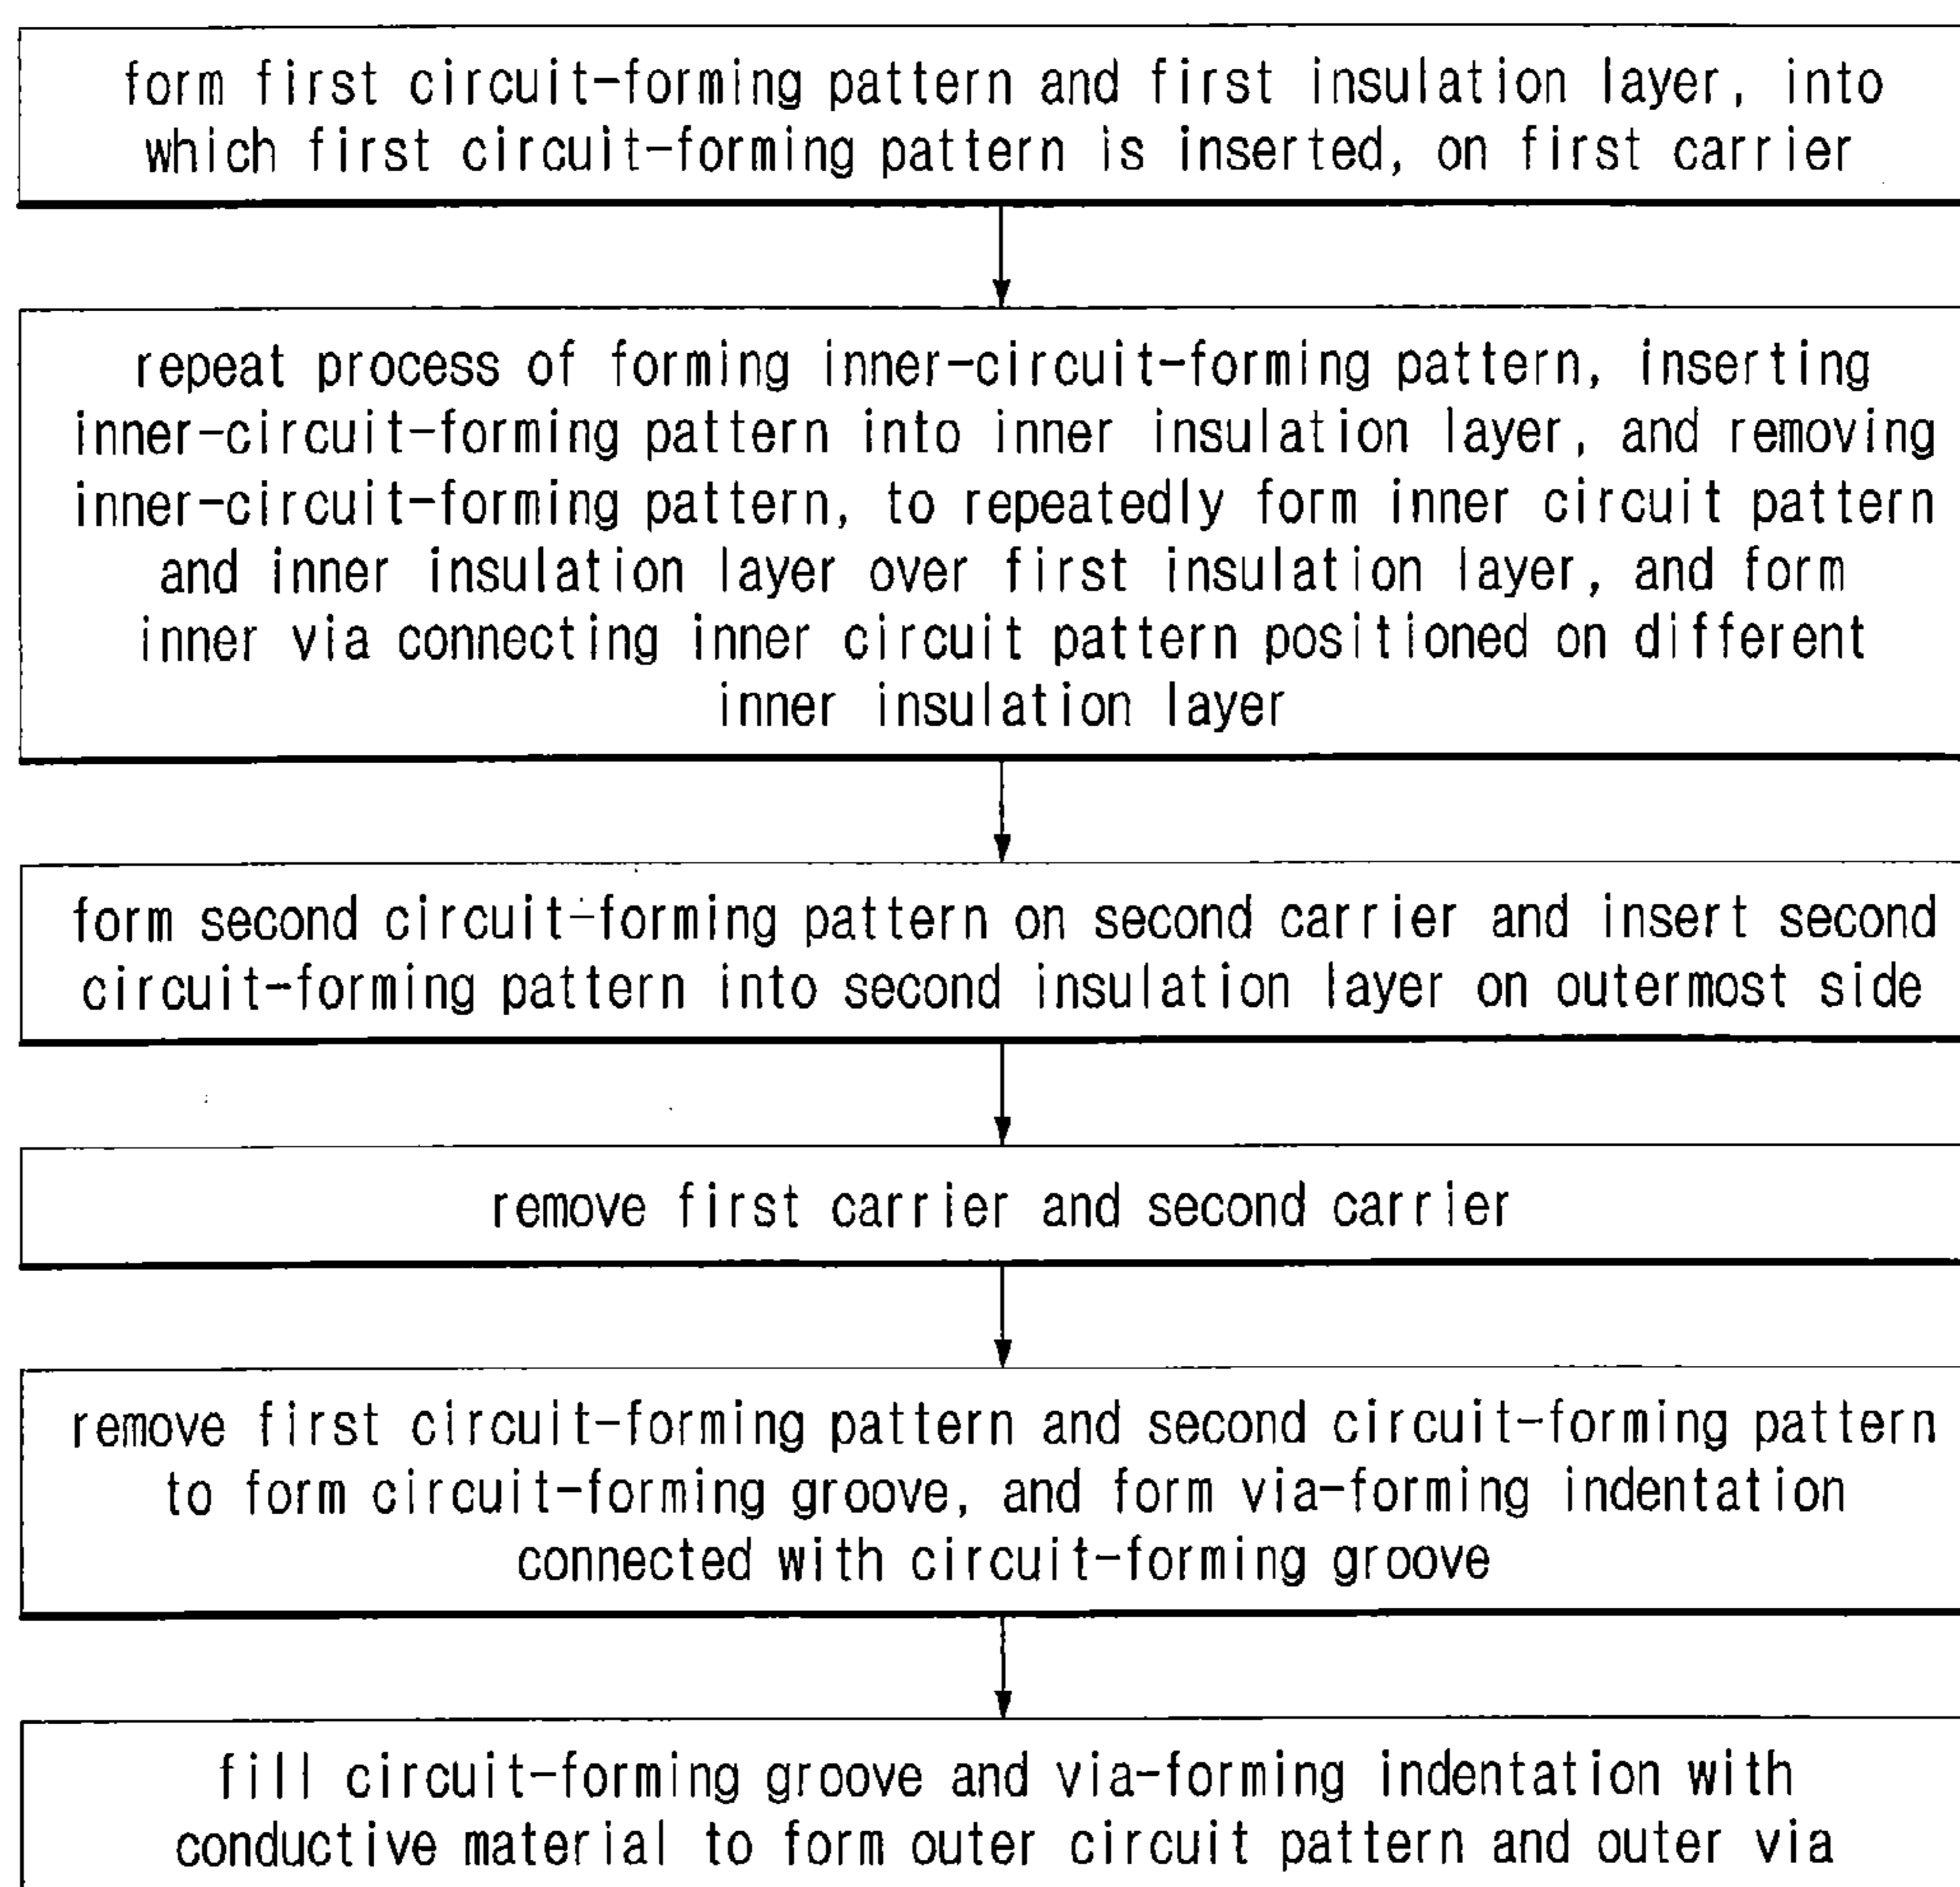 form first circuit-forming pattern and first insulation layer, into
which first circuit-forming pattern is inserted, on first carrier
repeat process of forming inner-circuit-forming pattern, inserting
inner-circuit-forming pattern into inner insulation layer, and removing
inner-circuit-forming pattern, to repeatedly form inner circuit pattern
and inner insulation layer over first insulation layer, and form
inner via connecting inner circuit pattern positioned on different
inner insulation layer
form second circuit-forming pattern on second carrier and insert second
circuit-forming pattern into second insulation layer on outermost side
remove first carrier and second carrier
remove first circuit-forming pattern and second circuit-forming pattern
to form circuit-forming groove, and form via-forming indentation
connected with circuit-forming groove
fill circuit-forming groove and via-forming indentation with
conductive material to form outer circuit pattern and outer via